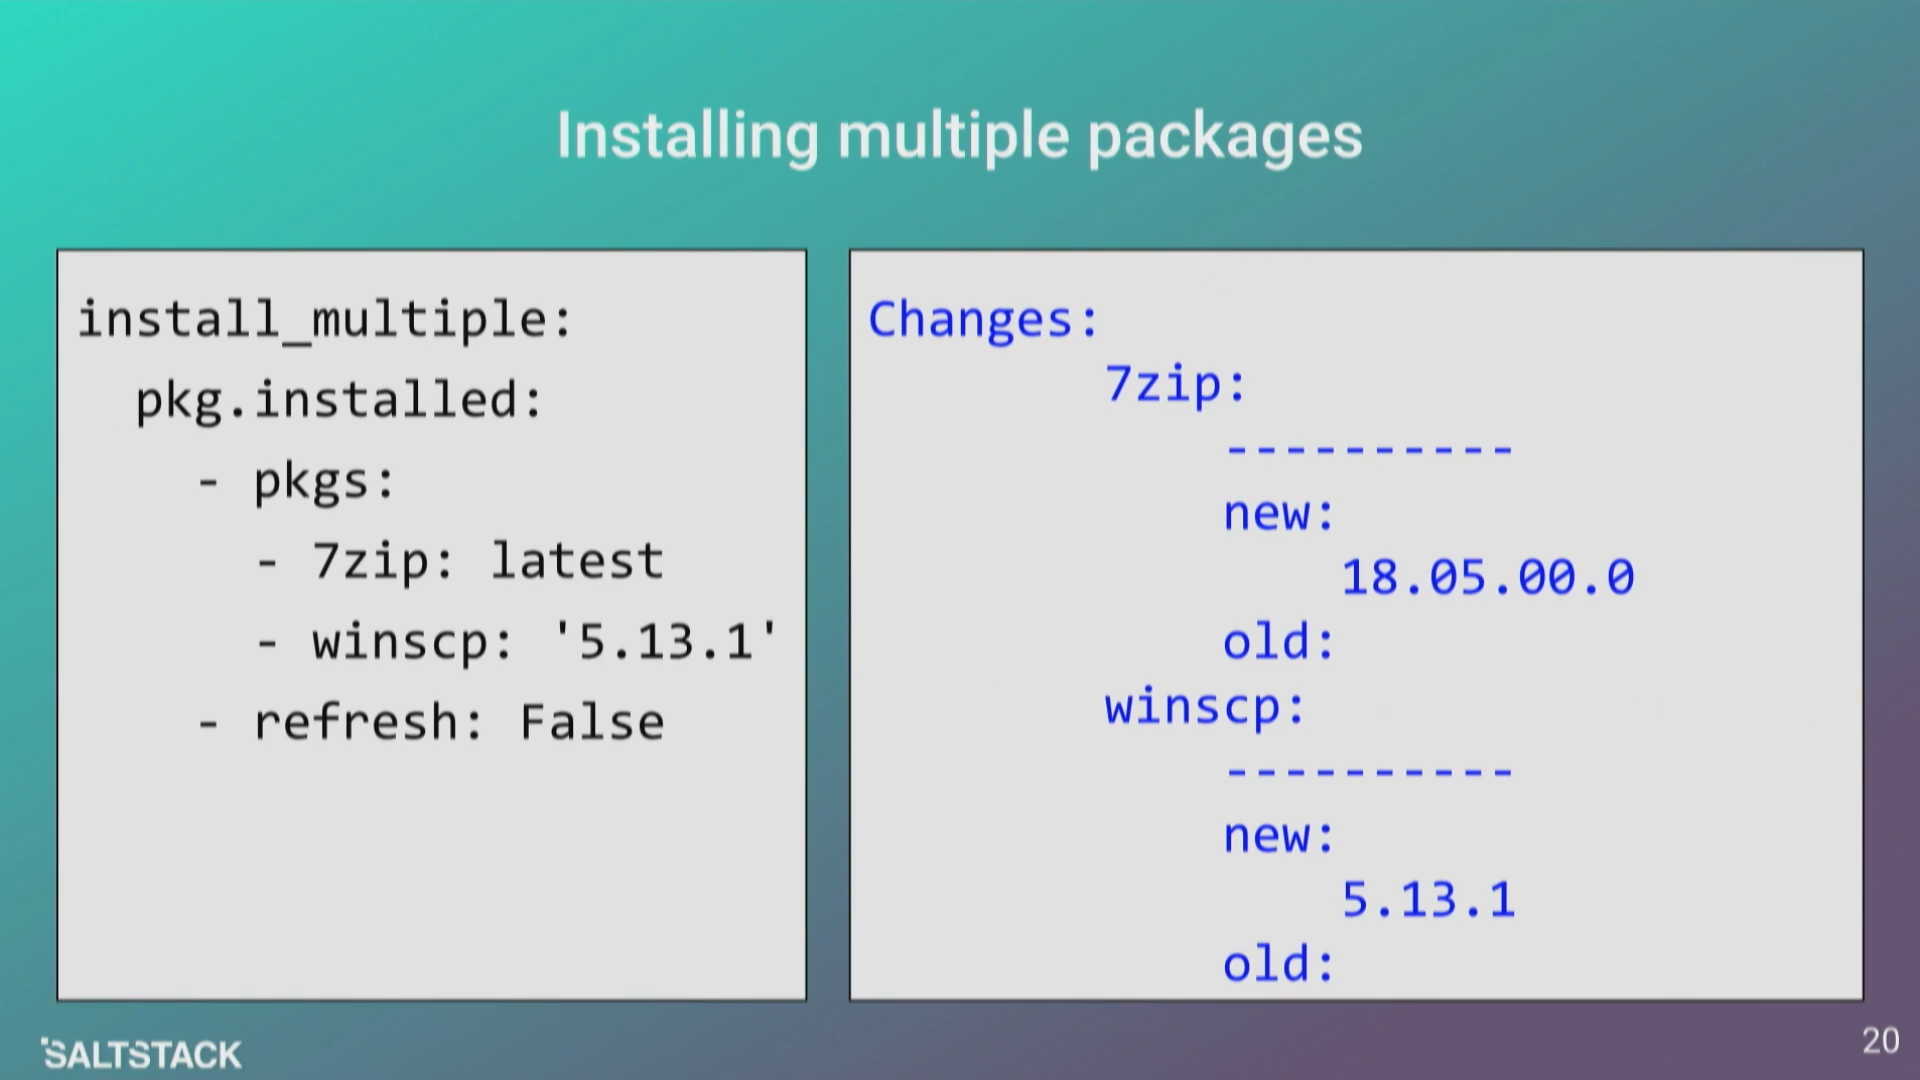 Installing multiple packages
install_multiple:
  pkg.installed:
    - pkgs:
      - 7zip: latest
      - winscp: '5.13.1'
    - refresh: False
Changes:
        7zip:
            ----------
            new:
                18.05.00.0
            old:
        winscp:
            ----------
            new:
                5.13.1
            old:
SALTSTACK
20